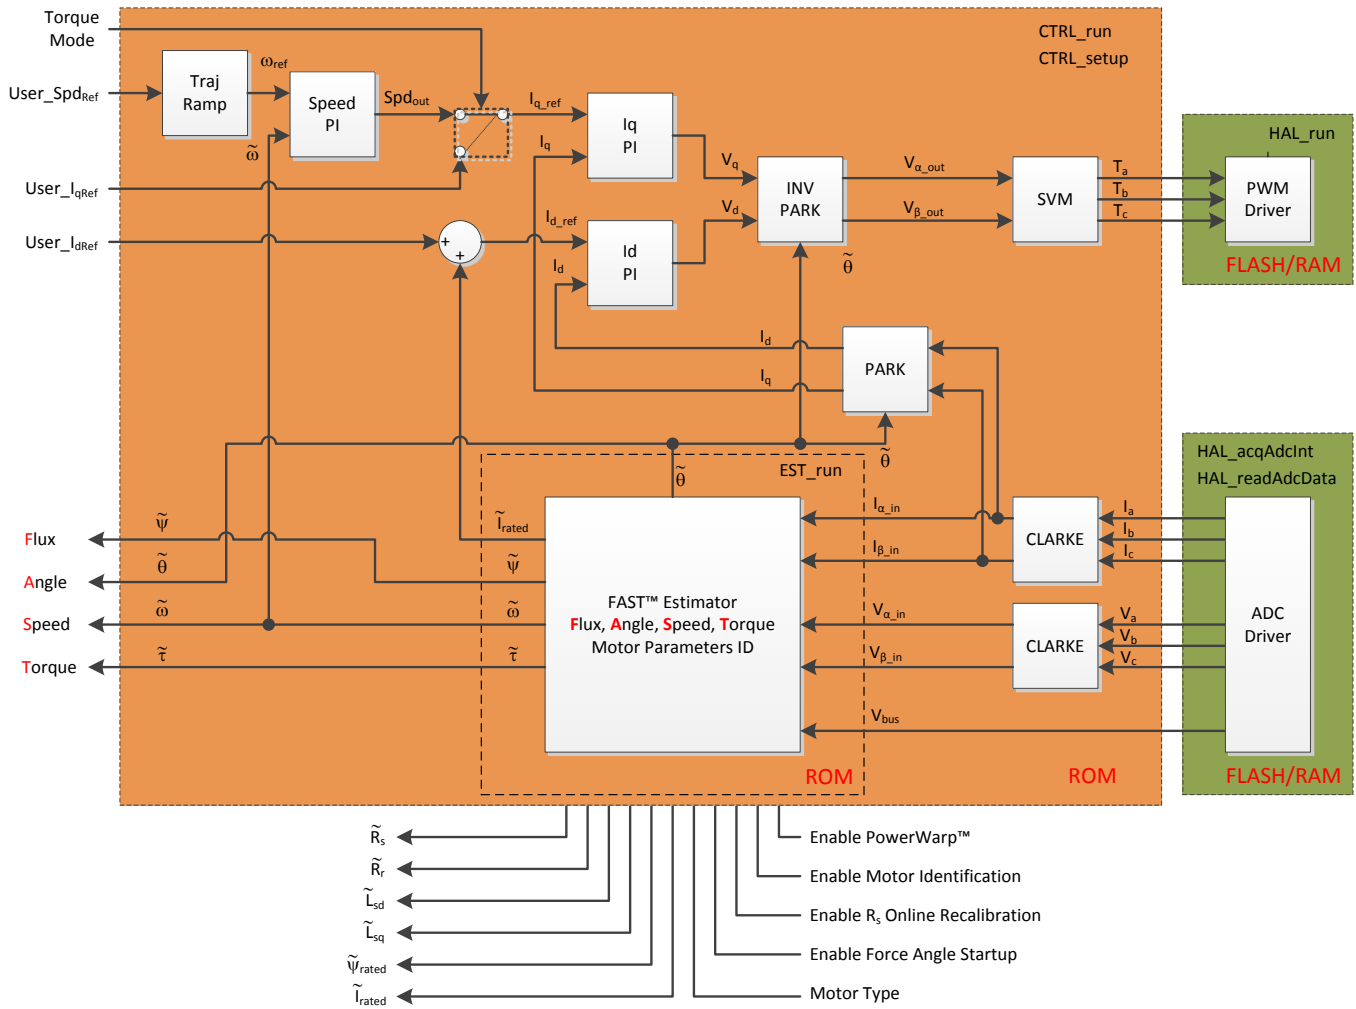 Torque
Mode
CTRL_run
CTRL_setup
User_SpdRef
Traj
Ramp
ωref
Speed
PI
Spdout
ω̃
Iq_ref
Iq
Iq
PI
User_IqRef
Vq
Vd
INV
PARK
Vα_out
Vβ_out
SVM
Ta
Tb
Tc
HAL_run
PWM
Driver
FLASH/RAM
User_IdRef
+
+
Id_ref
Id
Id
PI
θ̃
Id
Iq
PARK
θ̃
EST_run
θ̃
HAL_acqAdcInt
HAL_readAdcData
Flux
Angle
Speed
Torque
ψ̃
θ̃
ω̃
τ̃
Ĩrated
ψ̃
ω̃
τ̃
FAST™ Estimator
Flux, Angle, Speed, Torque
Motor Parameters ID
Iα_in
Iβ_in
Vα_in
Vβ_in
Vbus
CLARKE
CLARKE
Ia
Ib
Ic
Va
Vb
Vc
ADC
Driver
ROM
ROM
FLASH/RAM
R̃s
R̃r
L̃sd
L̃sq
ψ̃rated
Ĩrated
Enable PowerWarp™
Enable Motor Identification
Enable Rs Online Recalibration
Enable Force Angle Startup
Motor Type